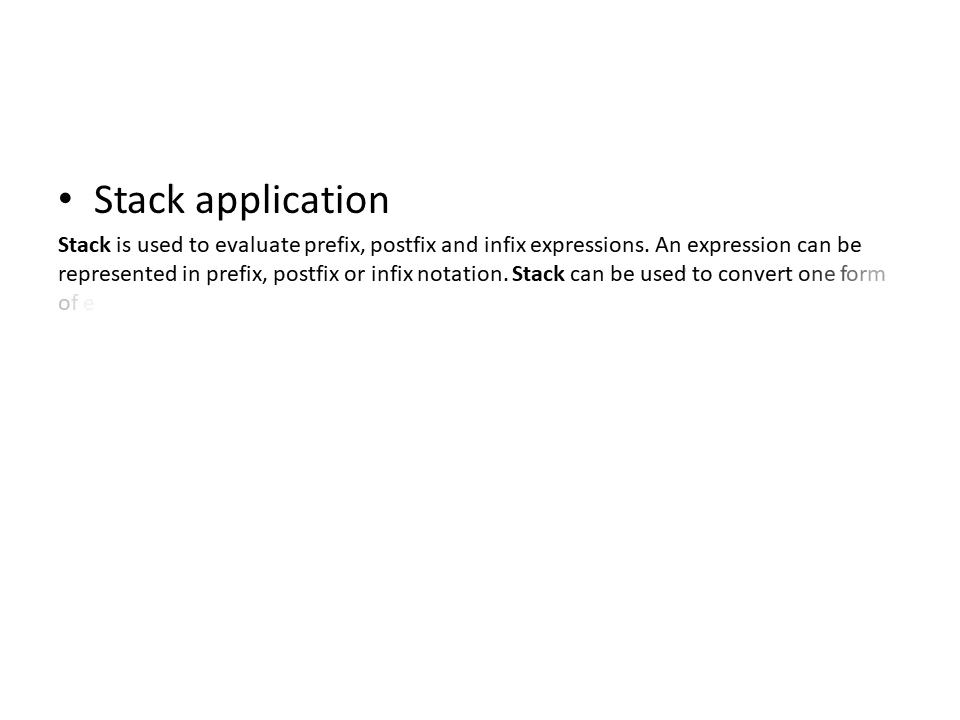 • Stack application
Stack is used to evaluate prefix, postfix and infix expressions. An expression can be
represented in prefix, postfix or infix notation. Stack can be used to convert one form
of e